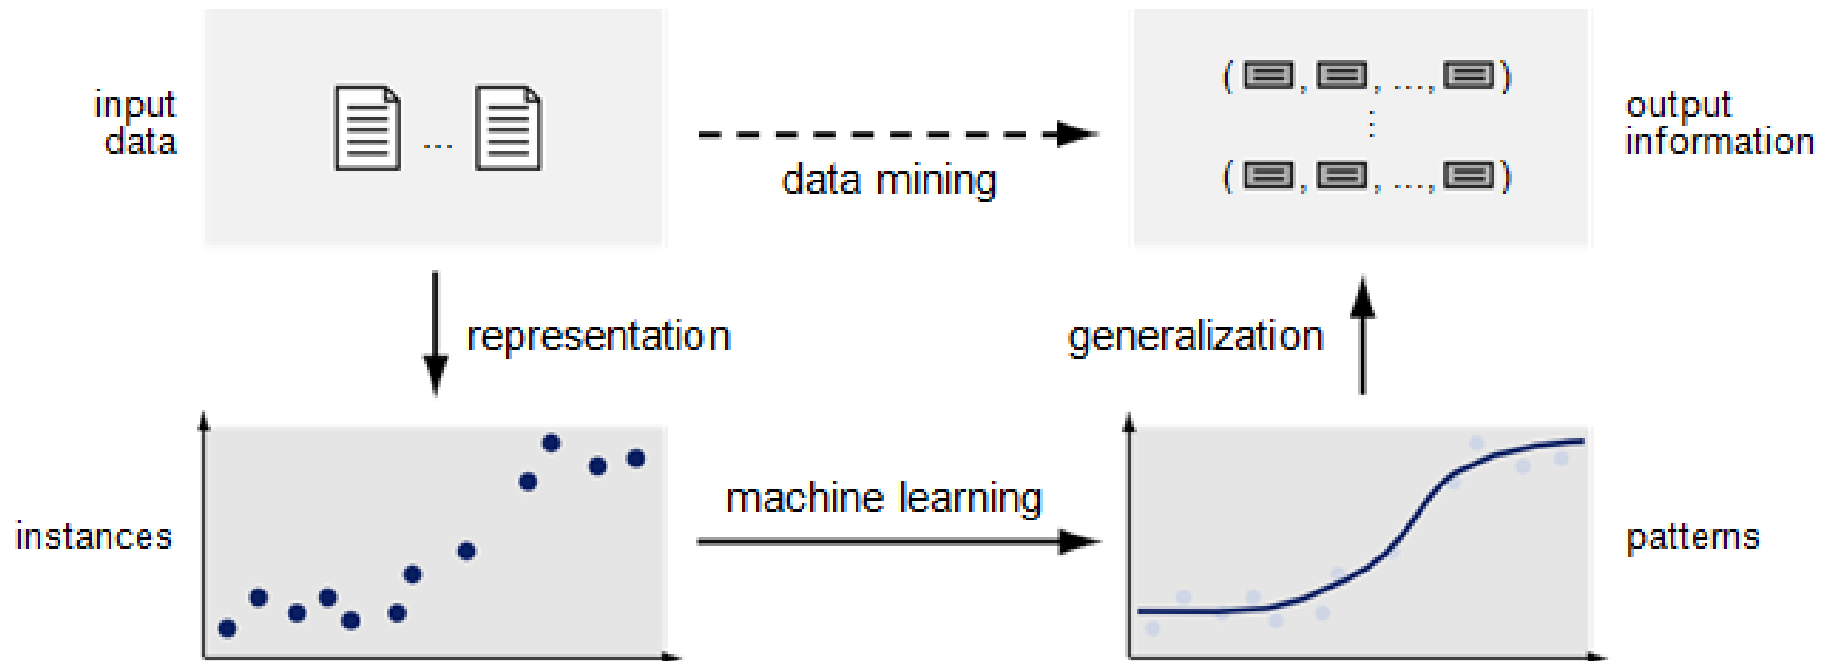 input
data
...
data mining
( , , ..., )
⋮
( , , ..., )
output
information
representation
generalization
instances
machine learning
patterns